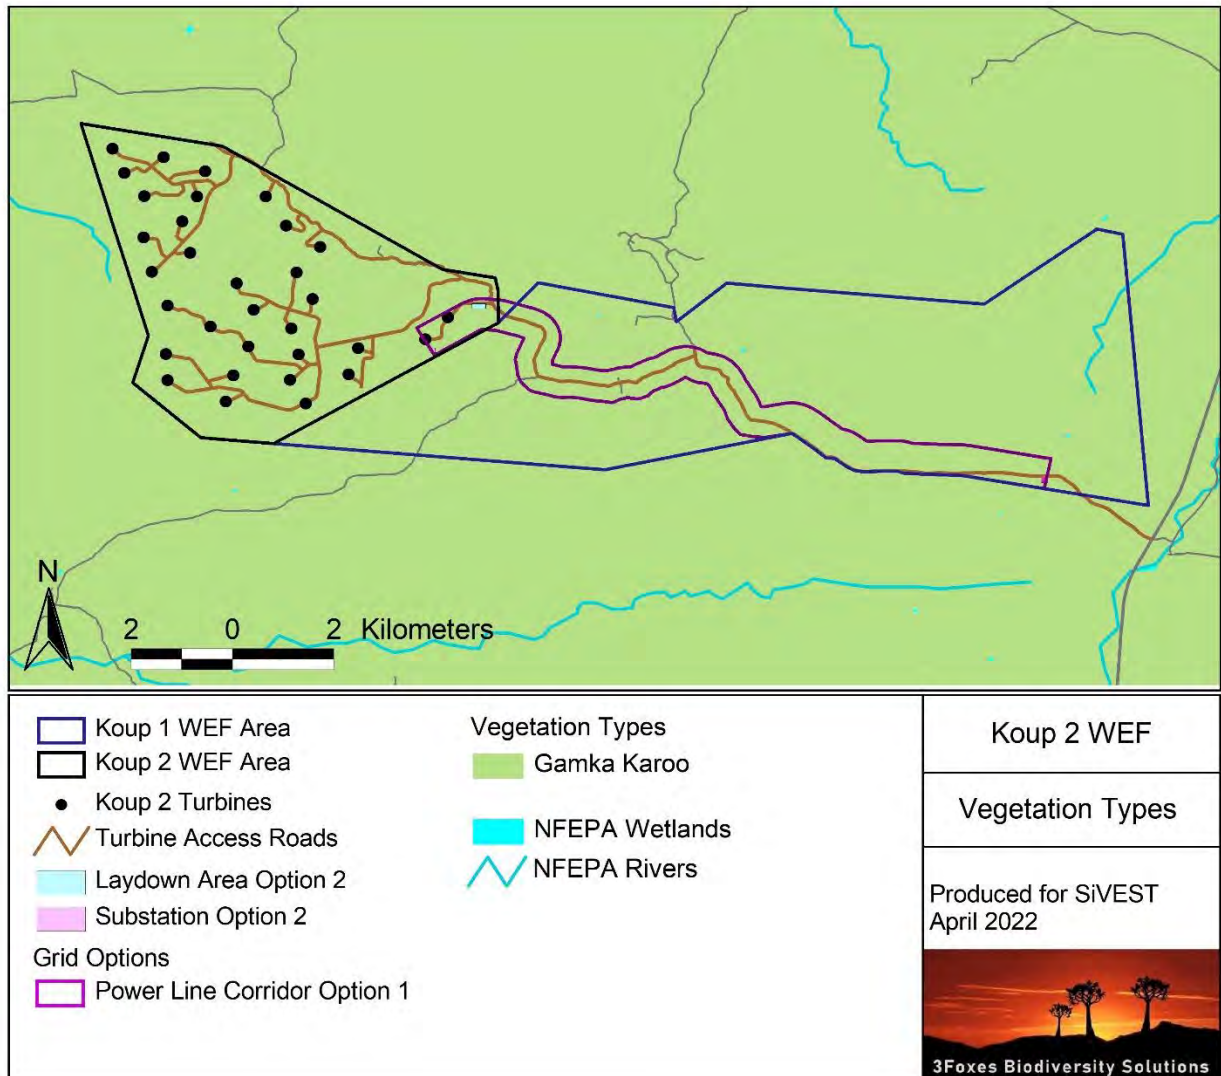 N
2 0 2 Kilometers
Koup 1 WEF Area
Koup 2 WEF Area
Koup 2 Turbines
Turbine Access Roads
Laydown Area Option 2
Substation Option 2
Grid Options
Power Line Corridor Option 1
Vegetation Types
Gamka Karoo
NFEPA Wetlands
NFEPA Rivers
Koup 2 WEF
Vegetation Types
Produced for SiVEST
April 2022
3Foxes Biodiversity Solutions